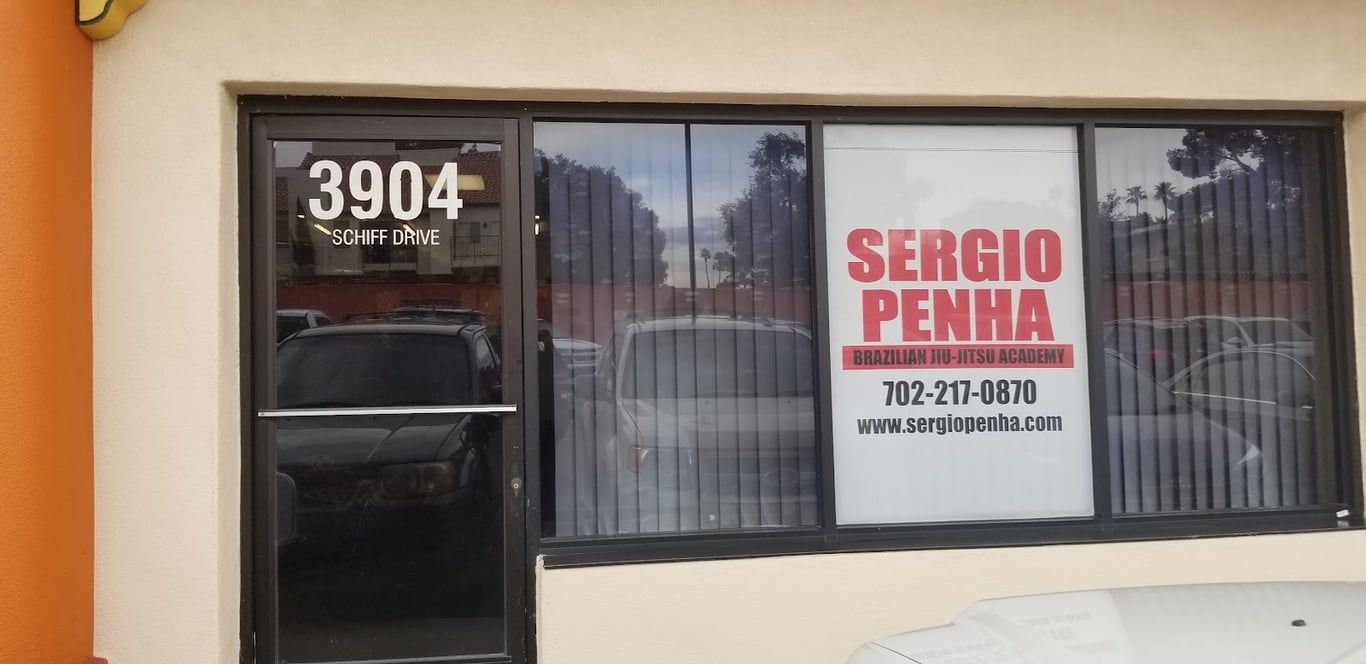 3904
SCHIFF DRIVE
SERGIO
PENHA
BRAZILIAN JIU-JITSU ACADEMY
702-217-0870
www.sergiopenha.com